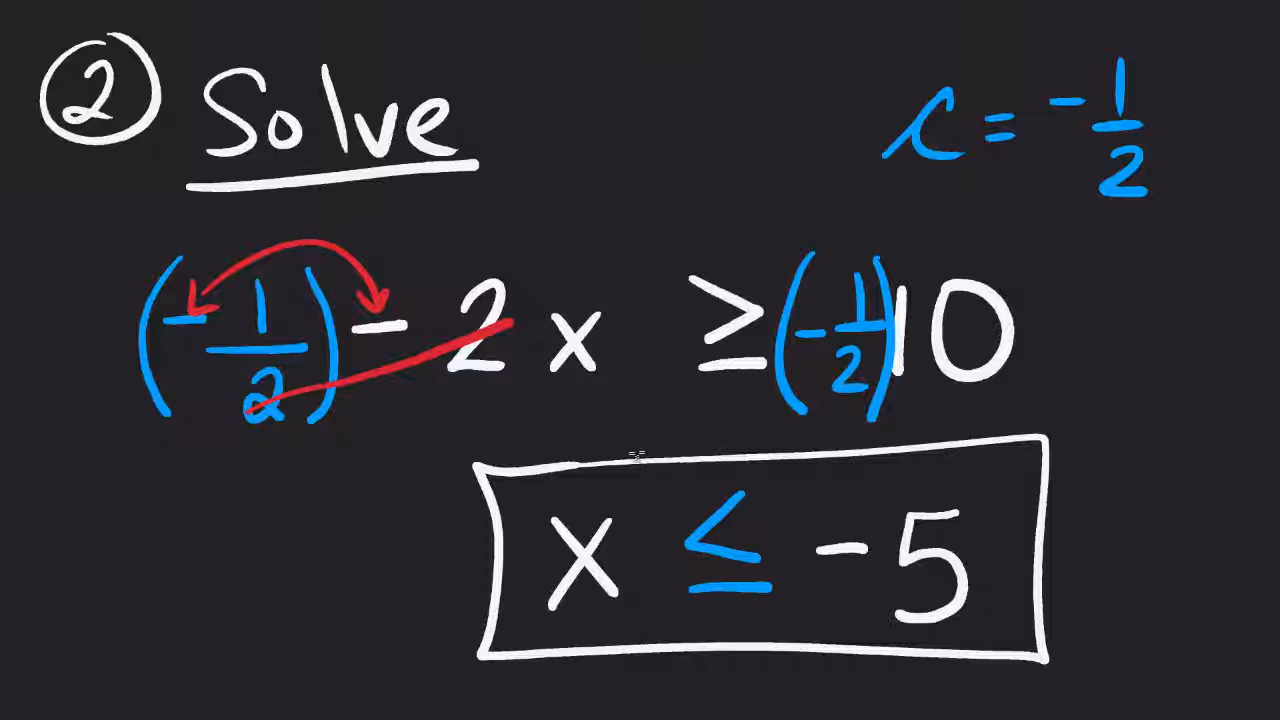 ② Solve
c = -1/2
(-1/2) - 2x ≥ (-1/2) 10
x ≤ -5